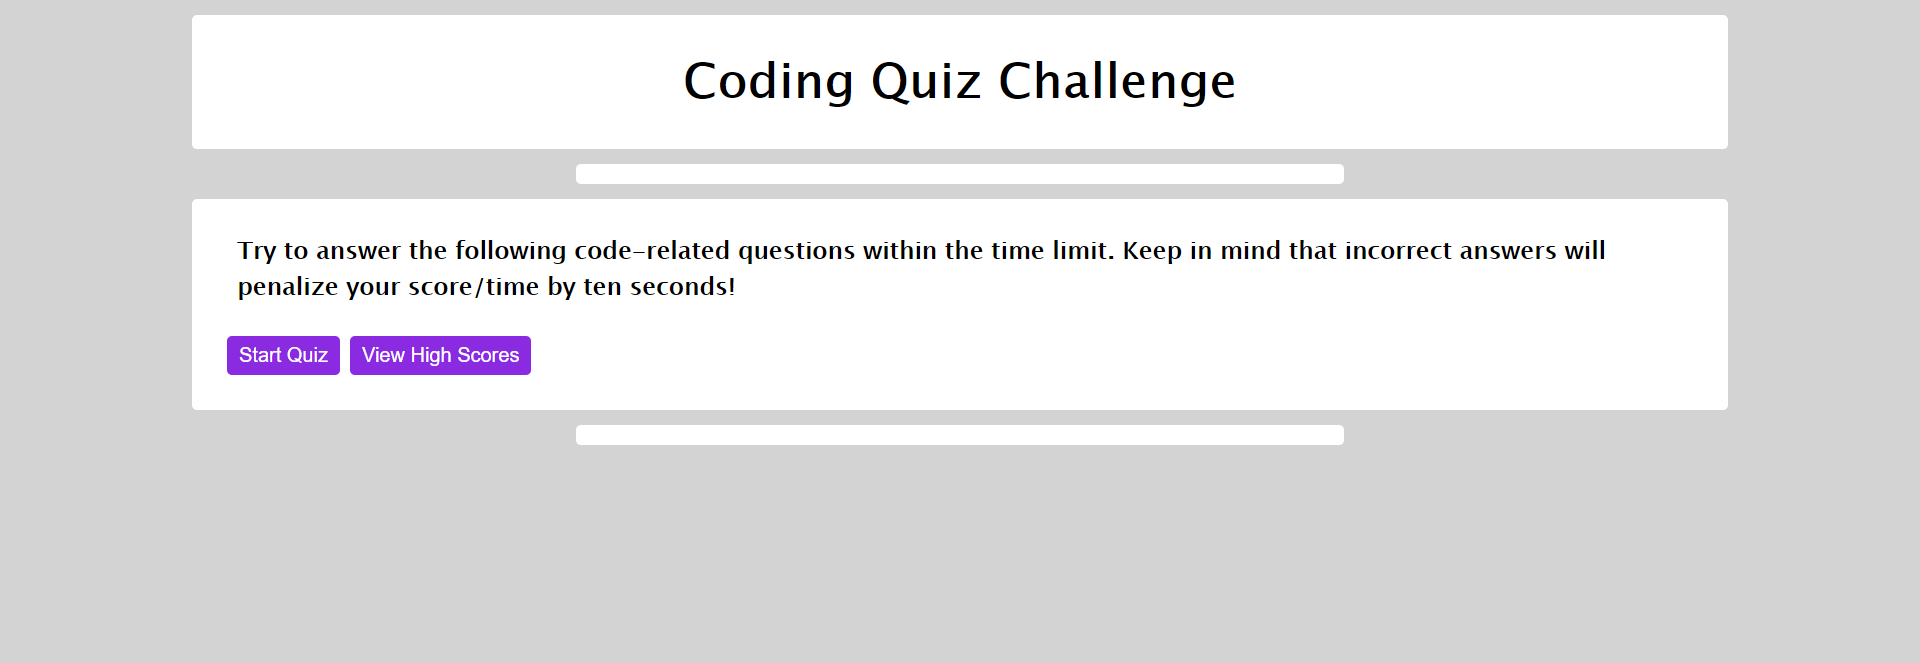 Coding Quiz Challenge
Try to answer the following code-related questions within the time limit. Keep in mind that incorrect answers will
penalize your score/time by ten seconds!
Start Quiz View High Scores